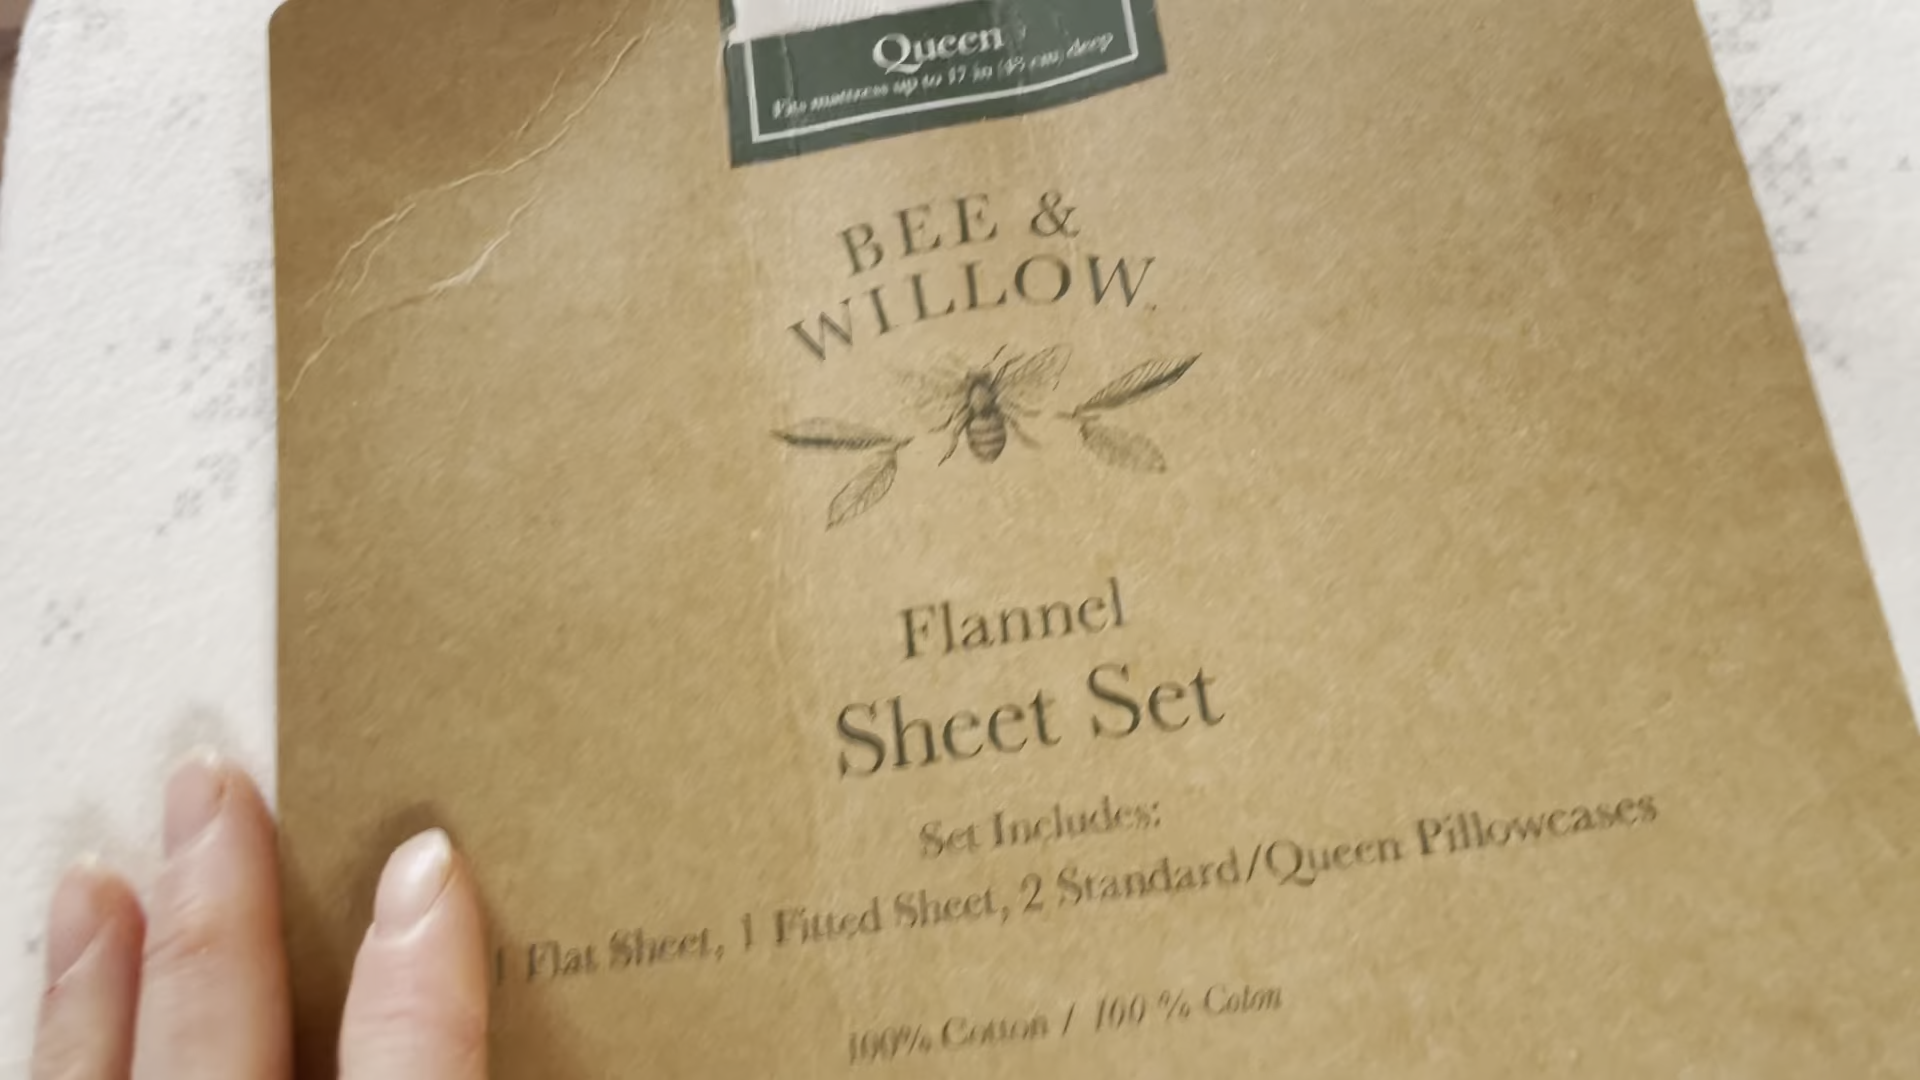 Queen
Fits mattress up to 17 in (43 cm) deep
BEE &
WILLOW
Flannel
Sheet Set
Set Includes:
1 Flat Sheet, 1 Fitted Sheet, 2 Standard/Queen Pillowcases
100% Cotton / 100 % Coton